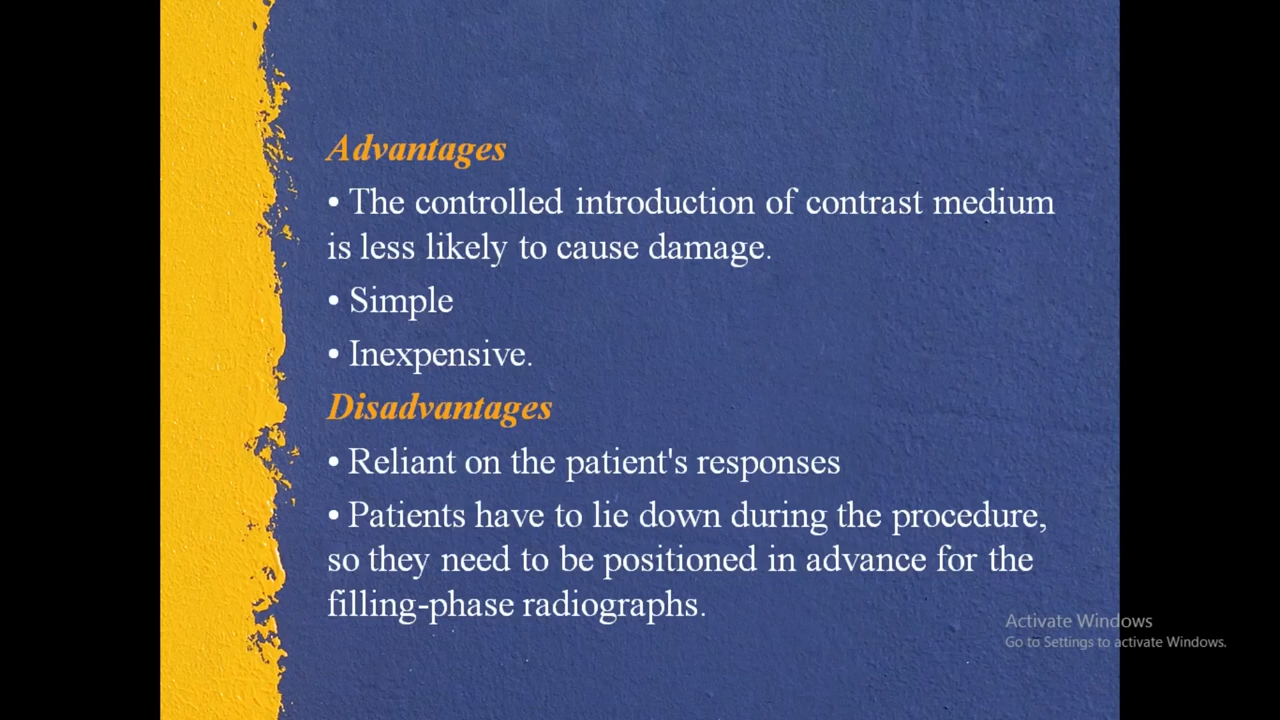 Advantages
• The controlled introduction of contrast medium
is less likely to cause damage.
• Simple
• Inexpensive.
Disadvantages
• Reliant on the patient's responses
• Patients have to lie down during the procedure,
so they need to be positioned in advance for the
filling-phase radiographs.
Activate Windows
Go to Settings to activate Windows.